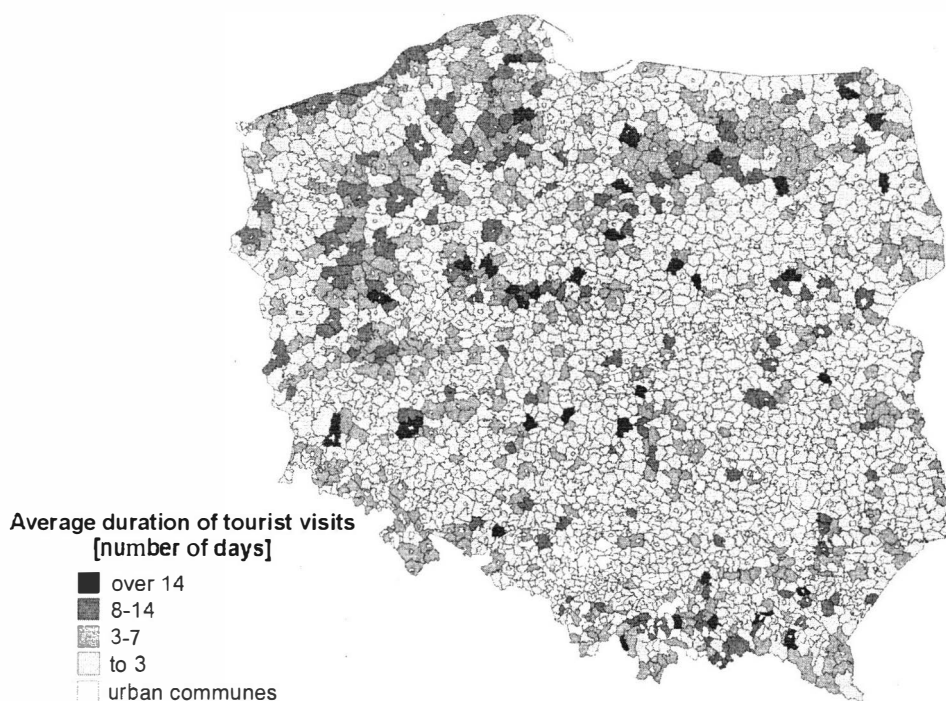 Average duration of tourist visits
[number of days]
over 14
8-14
3-7
to 3
urban communes